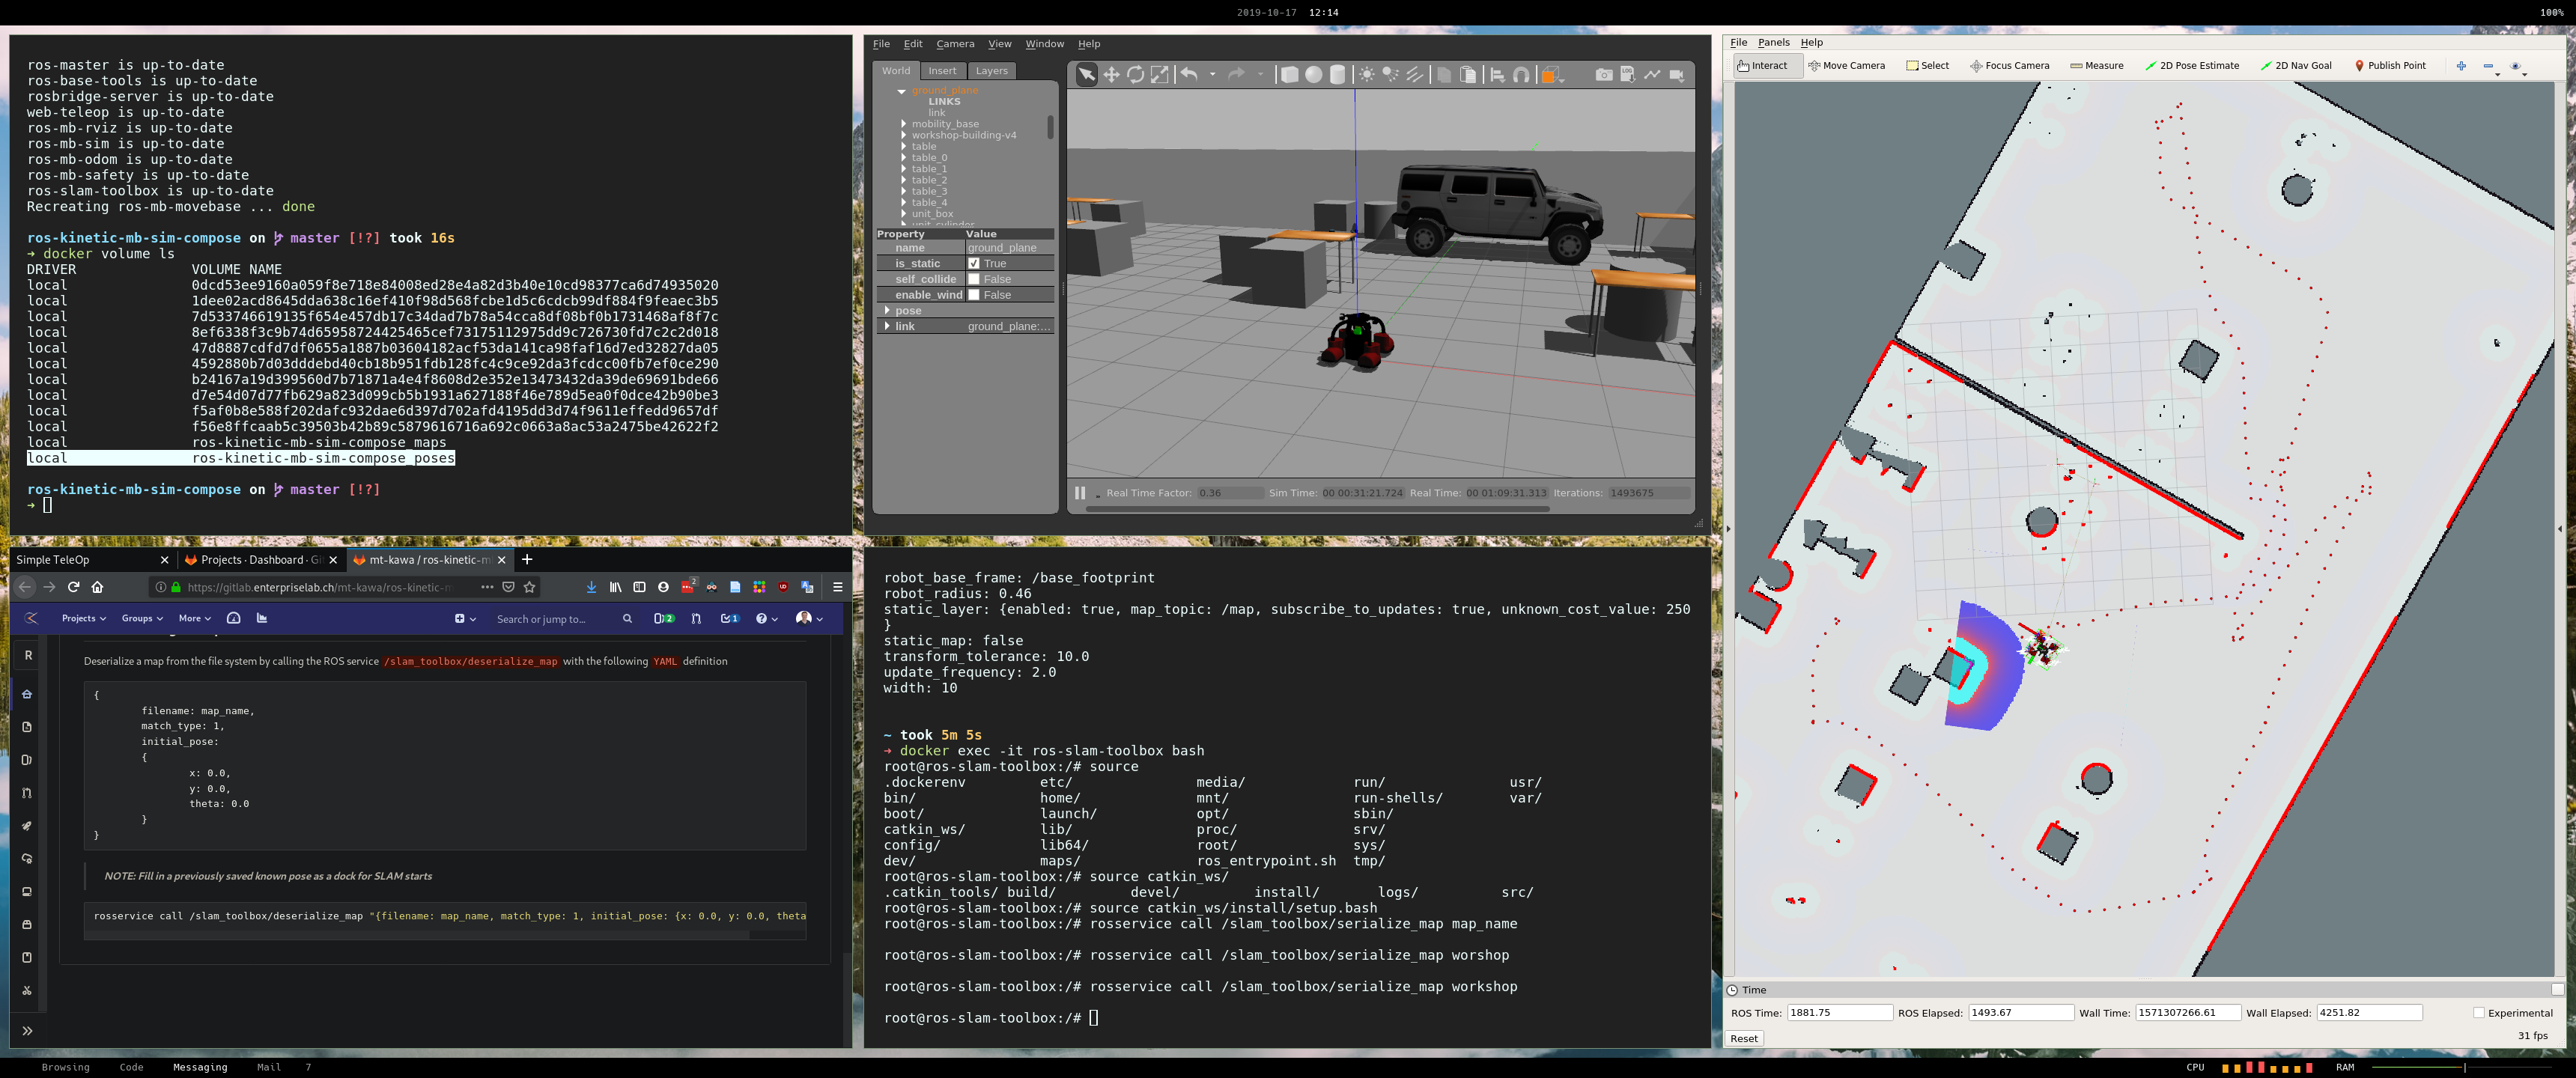 2019-10-17 12:14
100%
ros-master is up-to-date
ros-base-tools is up-to-date
rosbridge-server is up-to-date
web-teleop is up-to-date
ros-mb-rviz is up-to-date
ros-mb-sim is up-to-date
ros-mb-odom is up-to-date
ros-mb-safety is up-to-date
ros-slam-toolbox is up-to-date
Recreating ros-mb-movebase ... done
ros-kinetic-mb-sim-compose on master [!?] took 16s
➜ docker volume ls
DRIVER VOLUME NAME
local 0dcd53ee9160a059f8e718e84008ed28e4a82d3b40e10cd98377ca6d74935020
local 1dee02acd8645dda638c16ef410f98d568fcbe1d5c6cdcb99df884f9feaec3b5
local 7d533746619135f654e457db17c34dad7b78a54cca8df08bf0b1731468af8f7c
local 8ef6338f3c9b74d65958724425465cef73175112975dd9c726730fd7c2c2d018
local 47d8887cdfd7df0655a1887b03604182acf53da141ca98faf16d7ed32827da05
local 4592880b7d03dddebd40cb18b951fdb128fc4c9ce92da3fcdcc00fb7ef0ce290
local b24167a19d399560d7b71871a4e4f8608d2e352e13473432da39de69691bde66
local d7e54d07d77fb629a823d099cb5b1931a627188f46e789d5ea0f0dce42b90be3
local f5af0b8e588f202dafc932dae6d397d702afd4195dd3d74f9611effedd9657df
local f56e8ffcaab5c39503b42b89c5879616716a692c0663a8ac53a2475be42622f2
local ros-kinetic-mb-sim-compose_maps
local ros-kinetic-mb-sim-compose_poses
ros-kinetic-mb-sim-compose on master [!?]
➜
File Edit Camera View Window Help
World Insert Layers
ground_plane
LINKS
link
mobility_base
workshop-building-v4
table
table_0
table_1
table_2
table_3
table_4
unit_box
Property Value
name ground_plane
is_static True
self_collide False
enable_wind False
pose
link ground_plane:...
Real Time Factor: 0.36 Sim Time: 00 00:31:21.724 Real Time: 00 01:09:31.313 Iterations: 1493675
File Panels Help
Interact Move Camera Select Focus Camera Measure 2D Pose Estimate 2D Nav Goal Publish Point
Time
ROS Time: 1881.75 ROS Elapsed: 1493.67 Wall Time: 1571307266.61 Wall Elapsed: 4251.82 Experimental
Reset
31 fps
Simple TeleOp
Projects · Dashboard · Gi
mt-kawa / ros-kinetic-m
https://gitlab.enterpriselab.ch/mt-kawa/ros-kinetic-m
2
Projects Groups More Search or jump to... 2 1
R
Deserialize a map from the file system by calling the ROS service /slam_toolbox/deserialize_map with the following YAML definition
{
filename: map_name,
match_type: 1,
initial_pose:
{
x: 0.0,
y: 0.0,
theta: 0.0
}
}
NOTE: Fill in a previously saved known pose as a dock for SLAM starts
rosservice call /slam_toolbox/deserialize_map "{filename: map_name, match_type: 1, initial_pose: {x: 0.0, y: 0.0, theta
robot_base_frame: /base_footprint
robot_radius: 0.46
static_layer: {enabled: true, map_topic: /map, subscribe_to_updates: true, unknown_cost_value: 250
}
static_map: false
transform_tolerance: 10.0
update_frequency: 2.0
width: 10
~ took 5m 5s
➜ docker exec -it ros-slam-toolbox bash
root@ros-slam-toolbox:/# source
.dockerenv etc/ media/ run/ usr/
bin/ home/ mnt/ run-shells/ var/
boot/ launch/ opt/ sbin/
catkin_ws/ lib/ proc/ srv/
config/ lib64/ root/ sys/
dev/ maps/ ros_entrypoint.sh tmp/
root@ros-slam-toolbox:/# source catkin_ws/
.catkin_tools/ build/ devel/ install/ logs/ src/
root@ros-slam-toolbox:/# source catkin_ws/install/setup.bash
root@ros-slam-toolbox:/# rosservice call /slam_toolbox/serialize_map map_name
root@ros-slam-toolbox:/# rosservice call /slam_toolbox/serialize_map worshop
root@ros-slam-toolbox:/# rosservice call /slam_toolbox/serialize_map workshop
root@ros-slam-toolbox:/#
Browsing Code Messaging Mail 7
CPU RAM